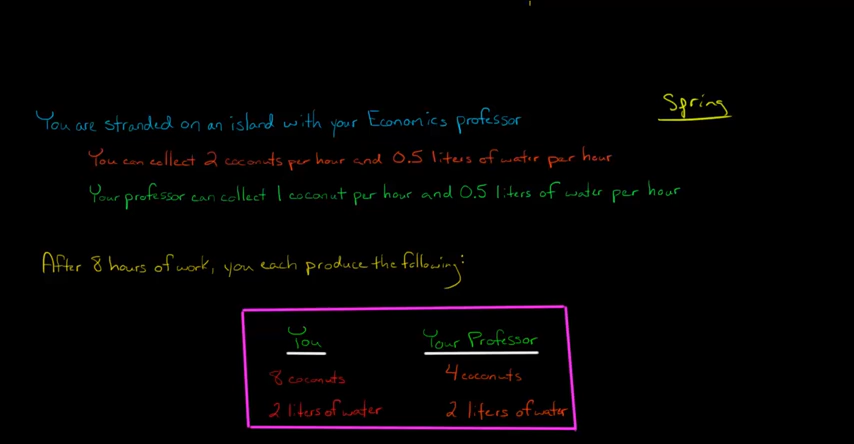 Spring
You are stranded on an island with your Economics professor
You can collect 2 coconuts per hour and 0.5 liters of water per hour
Your professor can collect 1 coconut per hour and 0.5 liters of water per hour
After 8 hours of work, you each produce the following:
You Your Professor
8 coconuts 4 coconuts
2 liters of water 2 liters of water